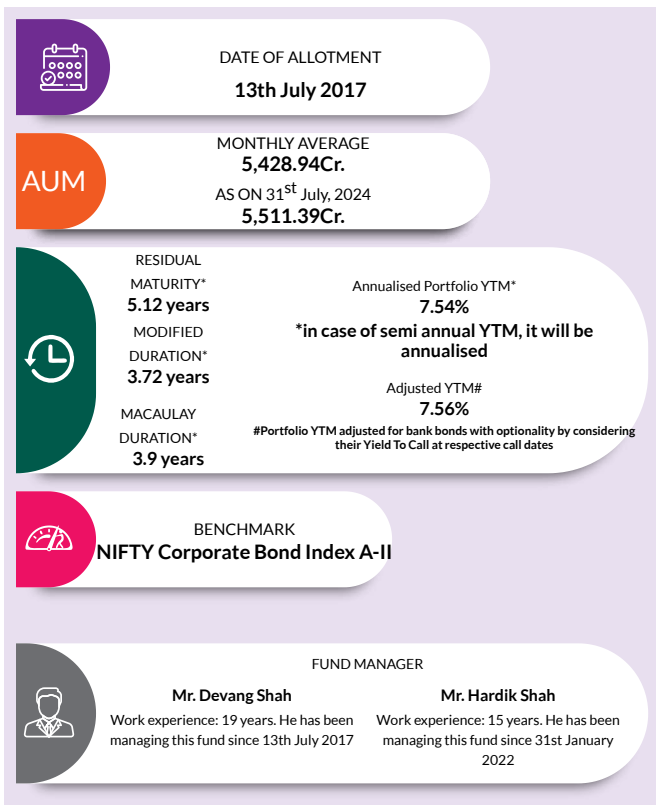 DATE OF ALLOTMENT
13th July 2017
AUM
MONTHLY AVERAGE
5,428.94Cr.
AS ON 31st July, 2024
5,511.39Cr.
RESIDUAL
MATURITY*
5.12 years
MODIFIED
DURATION*
3.72 years
MACAULAY
DURATION*
3.9 years
Annualised Portfolio YTM*
7.54%
*in case of semi annual YTM, it will be
annualised
Adjusted YTM#
7.56%
#Portfolio YTM adjusted for bank bonds with optionality by considering
their Yield To Call at respective call dates
BENCHMARK
NIFTY Corporate Bond Index A-II
FUND MANAGER
Mr. Devang Shah
Work experience: 19 years. He has been
managing this fund since 13th July 2017
Mr. Hardik Shah
Work experience: 15 years. He has been
managing this fund since 31st January
2022